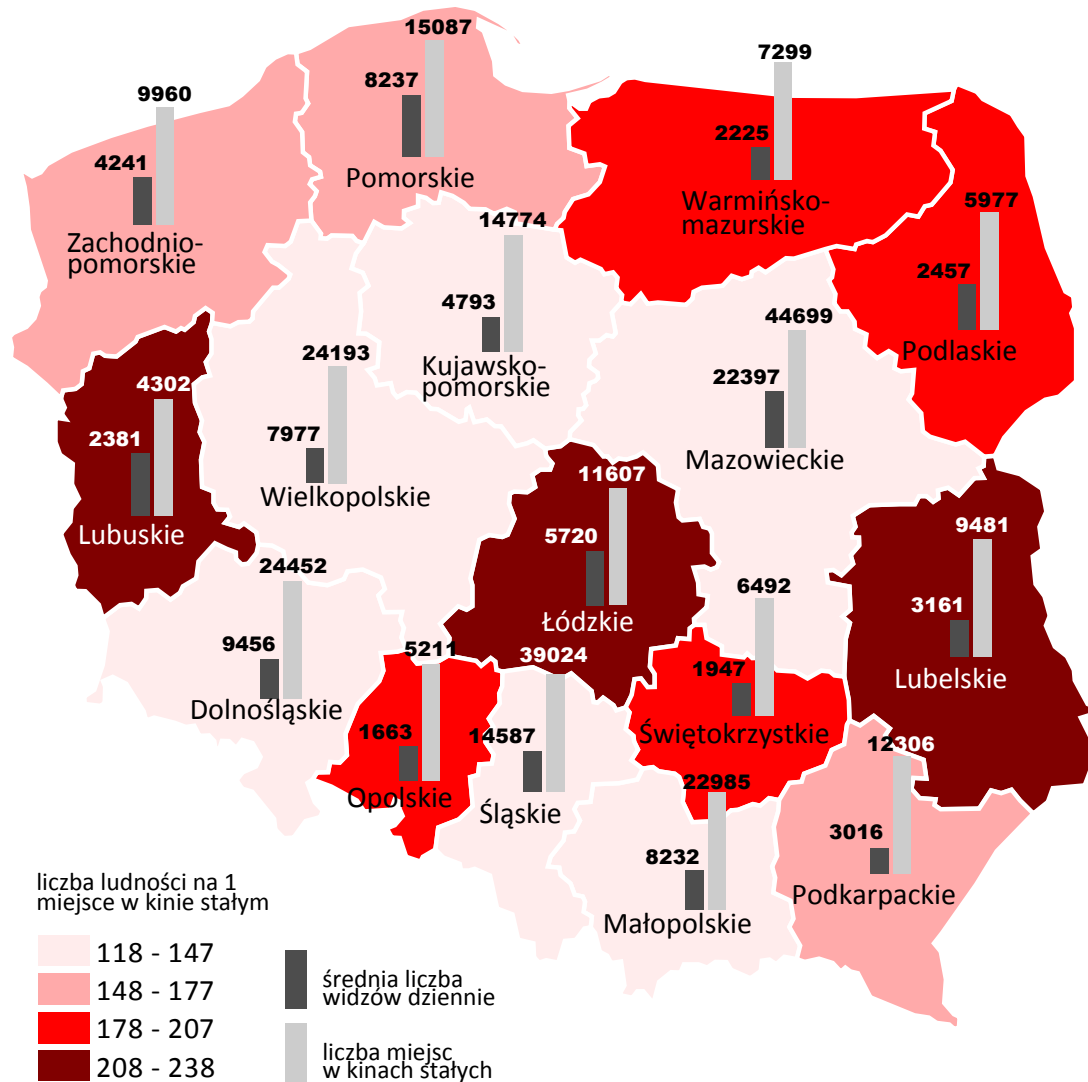 15087
8237
Pomorskie
7299
2225
Warmińsko-
mazurskie
9960
4241
Zachodnio-
pomorskie
5977
2457
Podlaskie
14774
4793
Kujawsko-
pomorskie
44699
22397
Mazowieckie
24193
7977
Wielkopolskie
4302
2381
Lubuskie
11607
5720
Łódzkie
9481
3161
Lubelskie
24452
9456
Dolnośląskie
6492
1947
Świętokrzystkie
5211
1663
Opolskie
39024
14587
Śląskie
22985
8232
Małopolskie
12306
3016
Podkarpackie
liczba ludności na 1
miejsce w kinie stałym
118 - 147
148 - 177
178 - 207
208 - 238
średnia liczba
widzów dziennie
liczba miejsc
w kinach stałych